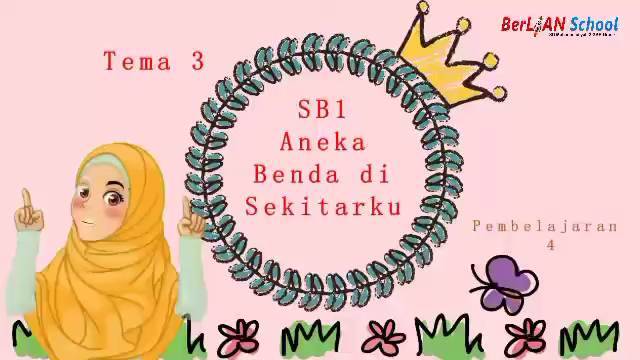 BerLIAN School
Tema 3
SB1
Aneka
Benda di
Sekitarku
Pembelajaran
4